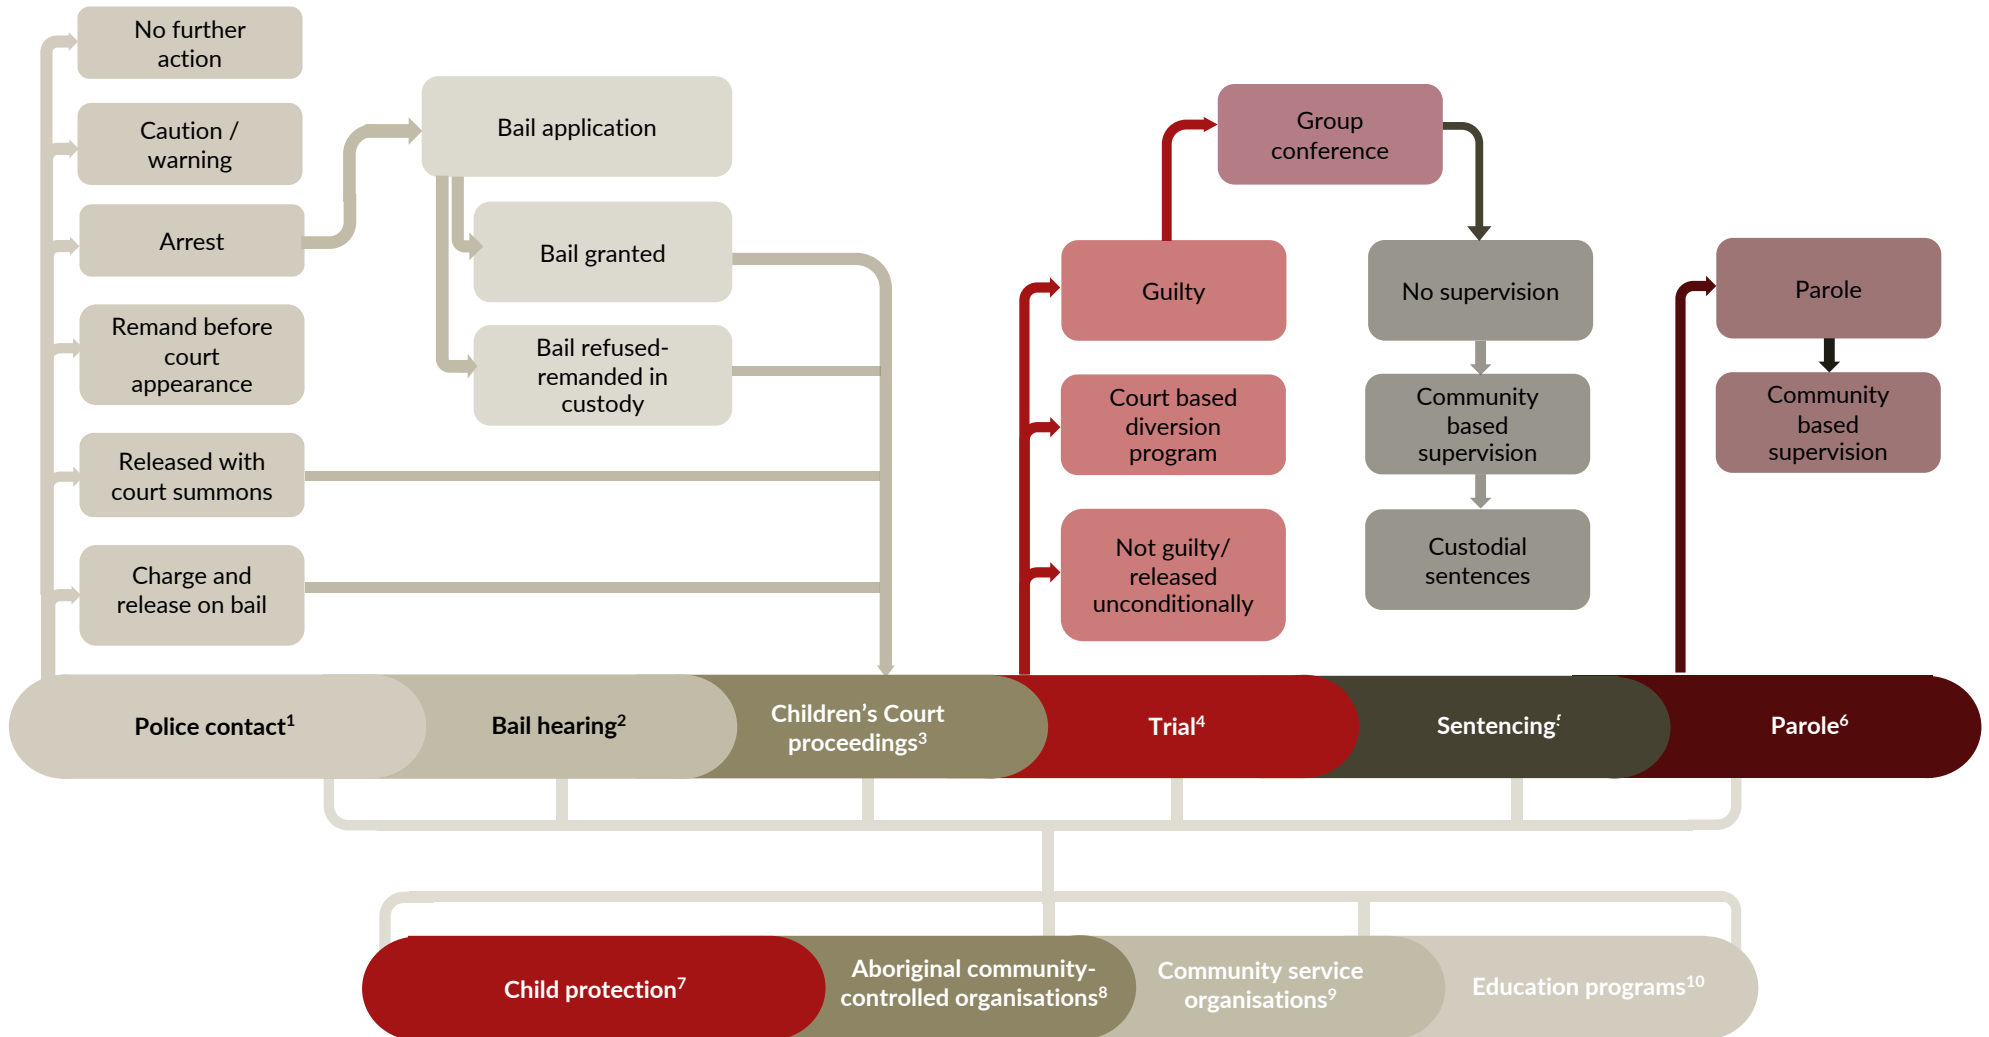 No further
action
Caution /
warning
Arrest
Remand before
court
appearance
Released with
court summons
Charge and
release on bail
Bail application
Bail granted
Bail refused-
remanded in
custody
Group
conference
Guilty
Court based
diversion
program
Not guilty/
released
unconditionally
No supervision
Community
based
supervision
Custodial
sentences
Parole
Community
based
supervision
Police contact¹
Bail hearing²
Children’s Court
proceedings³
Trial⁴
Sentencing⁵
Parole⁶
Child protection⁷
Aboriginal community-
controlled organisations⁸
Community service
organisations⁹
Education programs¹⁰